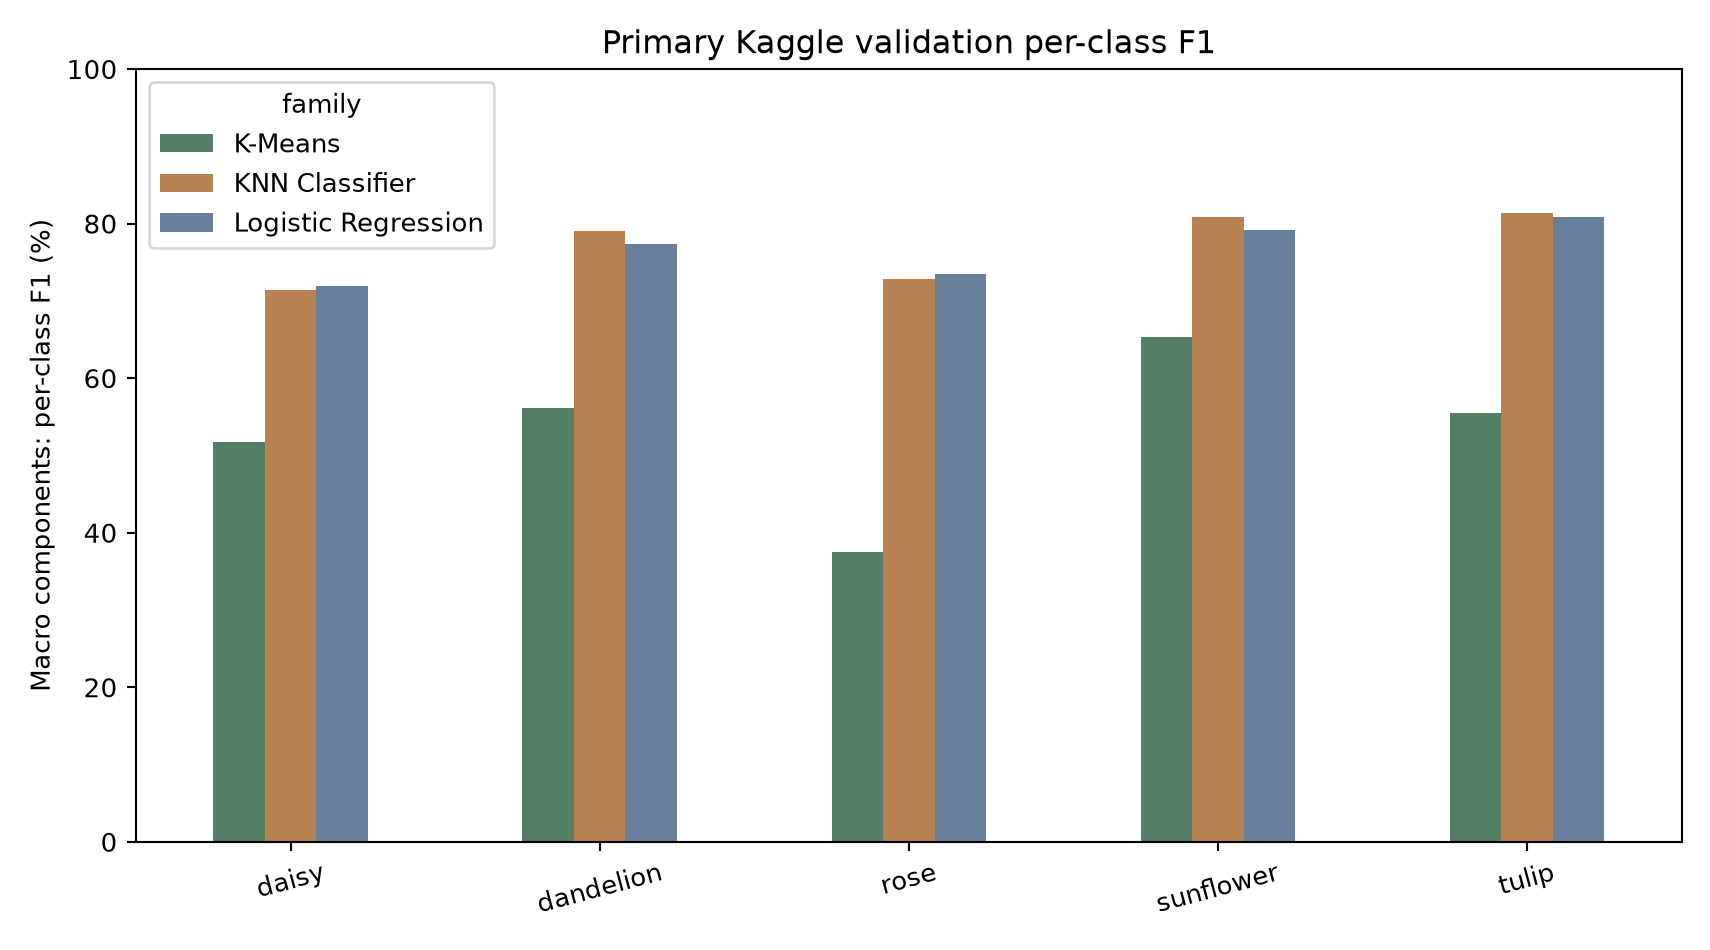 Primary Kaggle validation per-class F1
Macro components: per-class F1 (%)
100
80
60
40
20
0
family
K-Means
KNN Classifier
Logistic Regression
daisy
dandelion
rose
sunflower
tulip